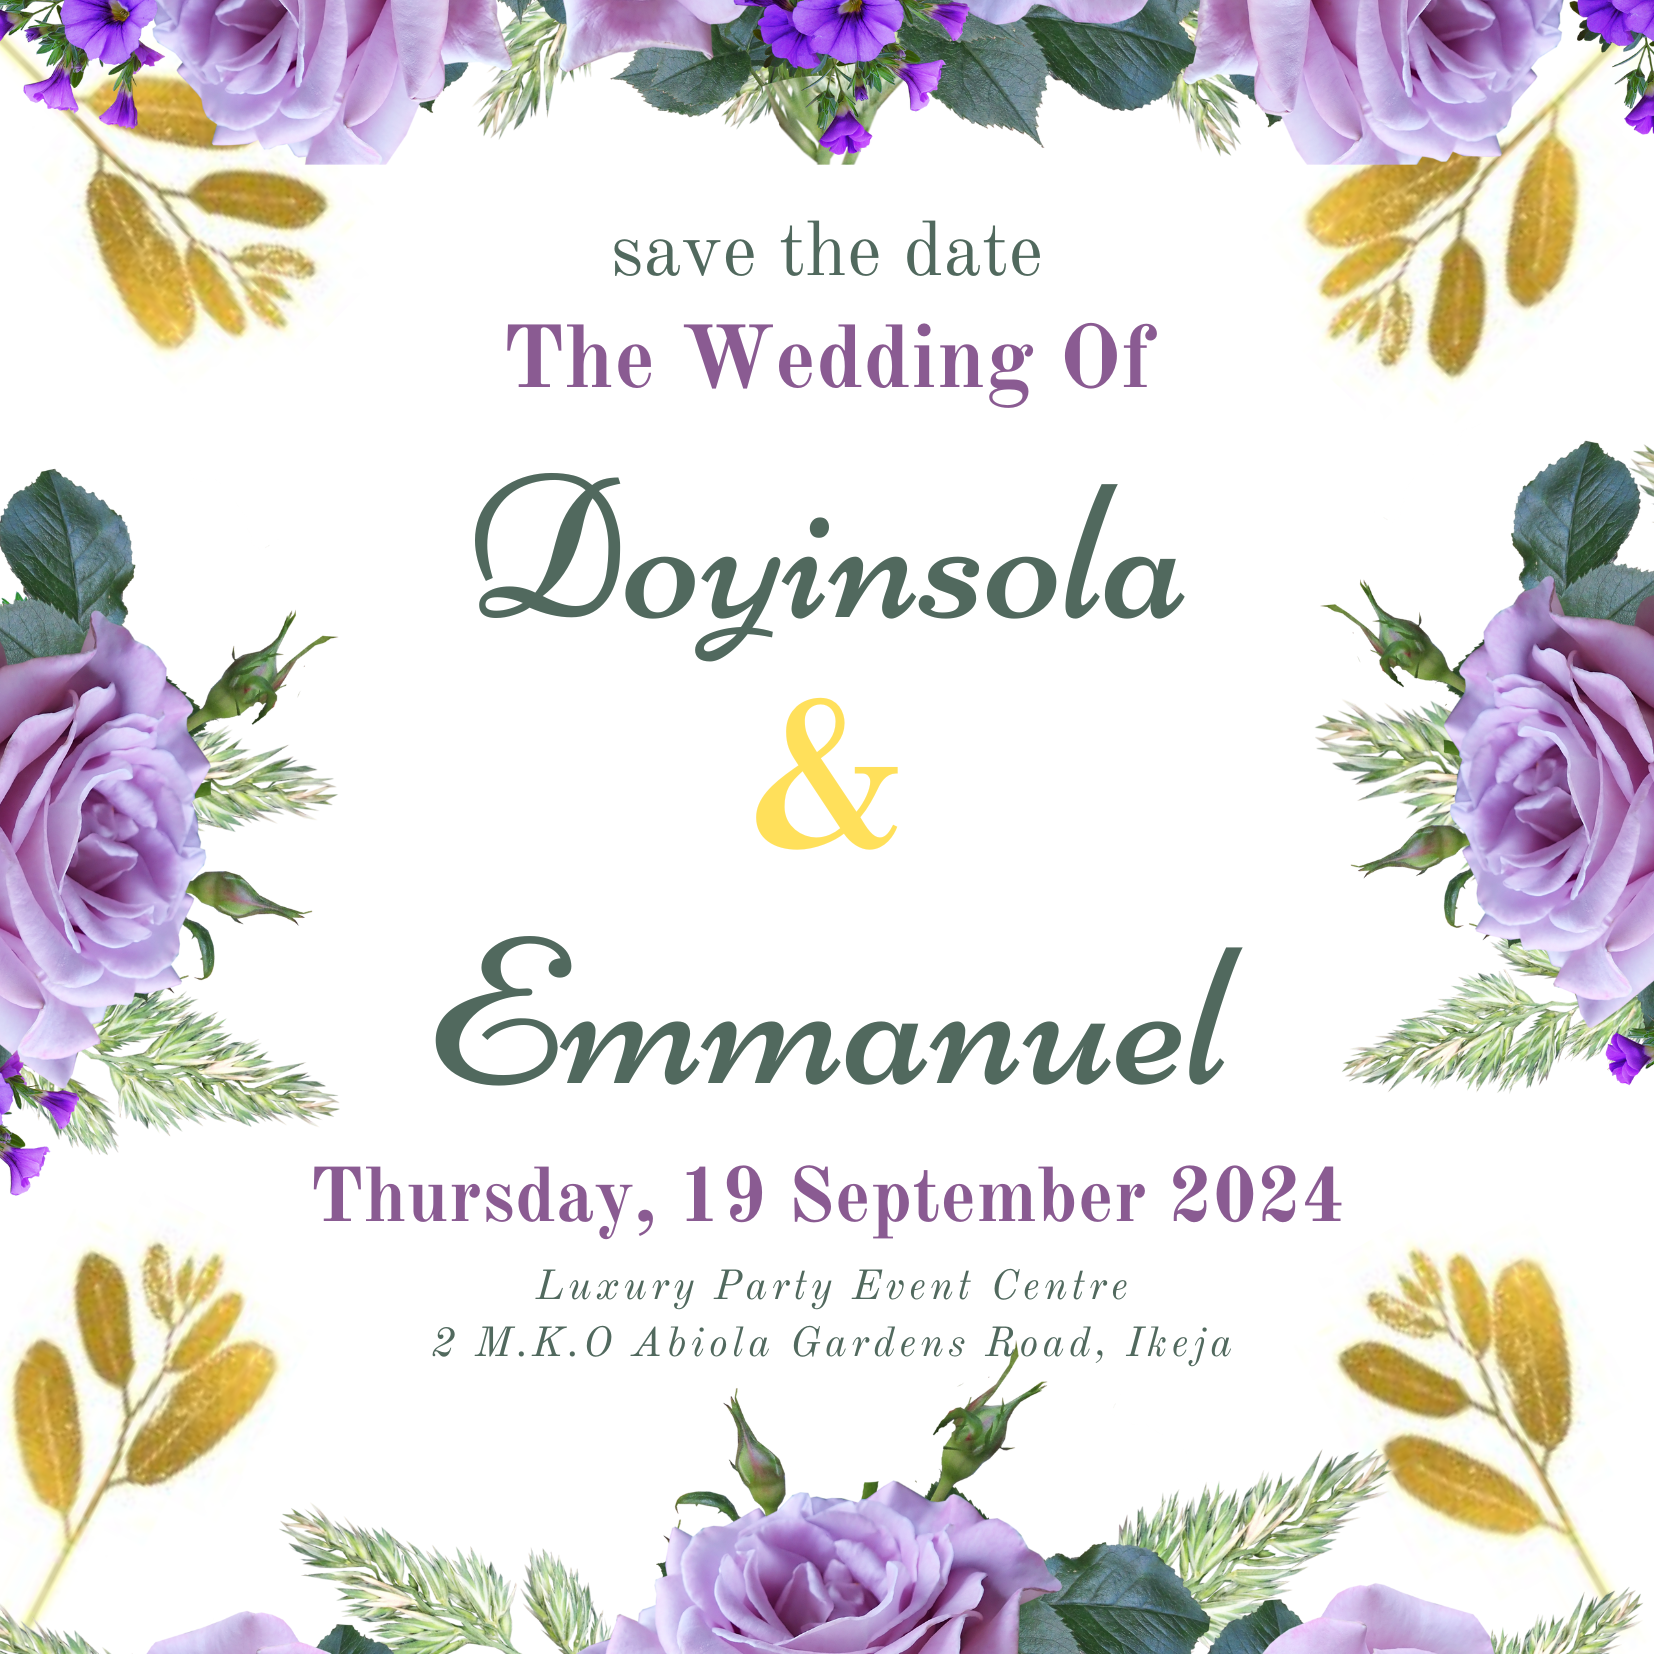 save the date
The Wedding Of
Doyinsola
&
Emmanuel
Thursday, 19 September 2024
Luxury Party Event Centre
2 M.K.O Abiola Gardens Road, Ikeja